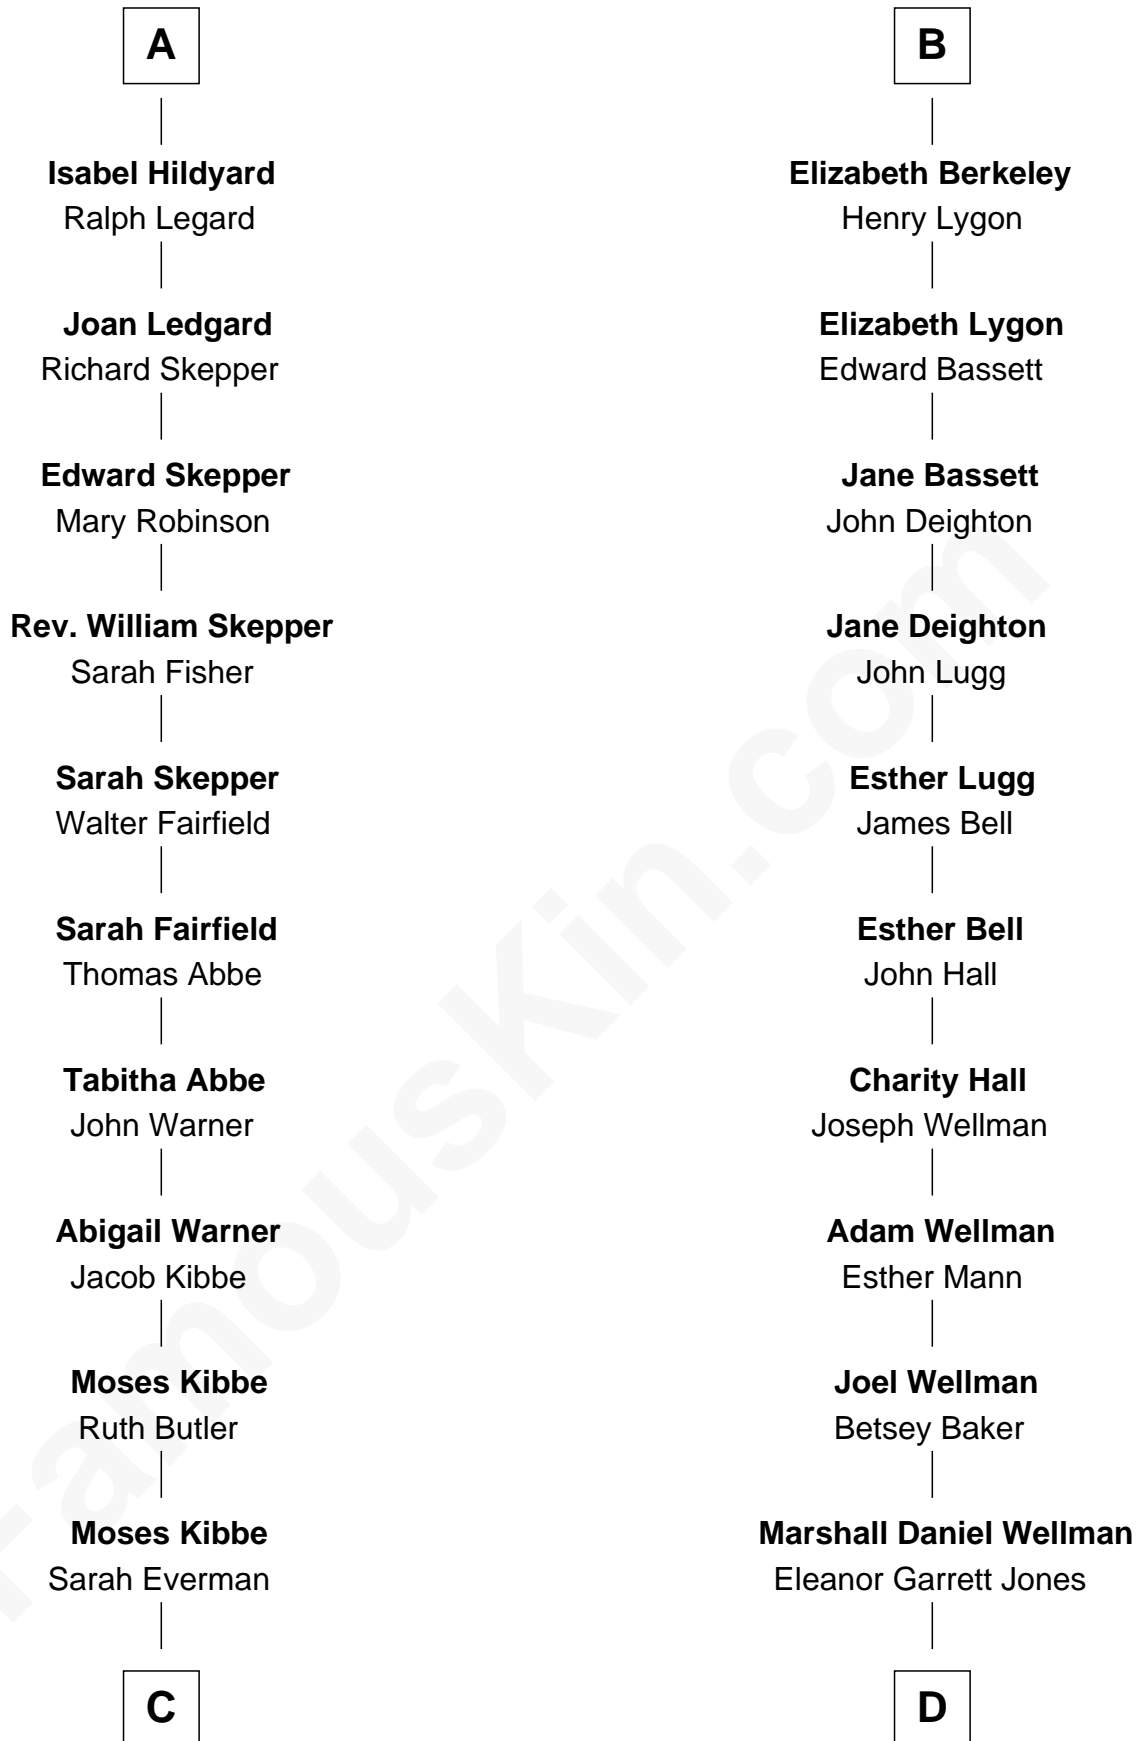 A
Isabel Hildyard
Ralph Legard
Joan Ledgard
Richard Skepper
Edward Skepper
Mary Robinson
Rev. William Skepper
Sarah Fisher
Sarah Skepper
Walter Fairfield
Sarah Fairfield
Thomas Abbe
Tabitha Abbe
John Warner
Abigail Warner
Jacob Kibbe
Moses Kibbe
Ruth Butler
Moses Kibbe
Sarah Everman
C
B
Elizabeth Berkeley
Henry Lygon
Elizabeth Lygon
Edward Bassett
Jane Bassett
John Deighton
Jane Deighton
John Lugg
Esther Lugg
James Bell
Esther Bell
John Hall
Charity Hall
Joseph Wellman
Adam Wellman
Esther Mann
Joel Wellman
Betsey Baker
Marshall Daniel Wellman
Eleanor Garrett Jones
D
FamousKin.com